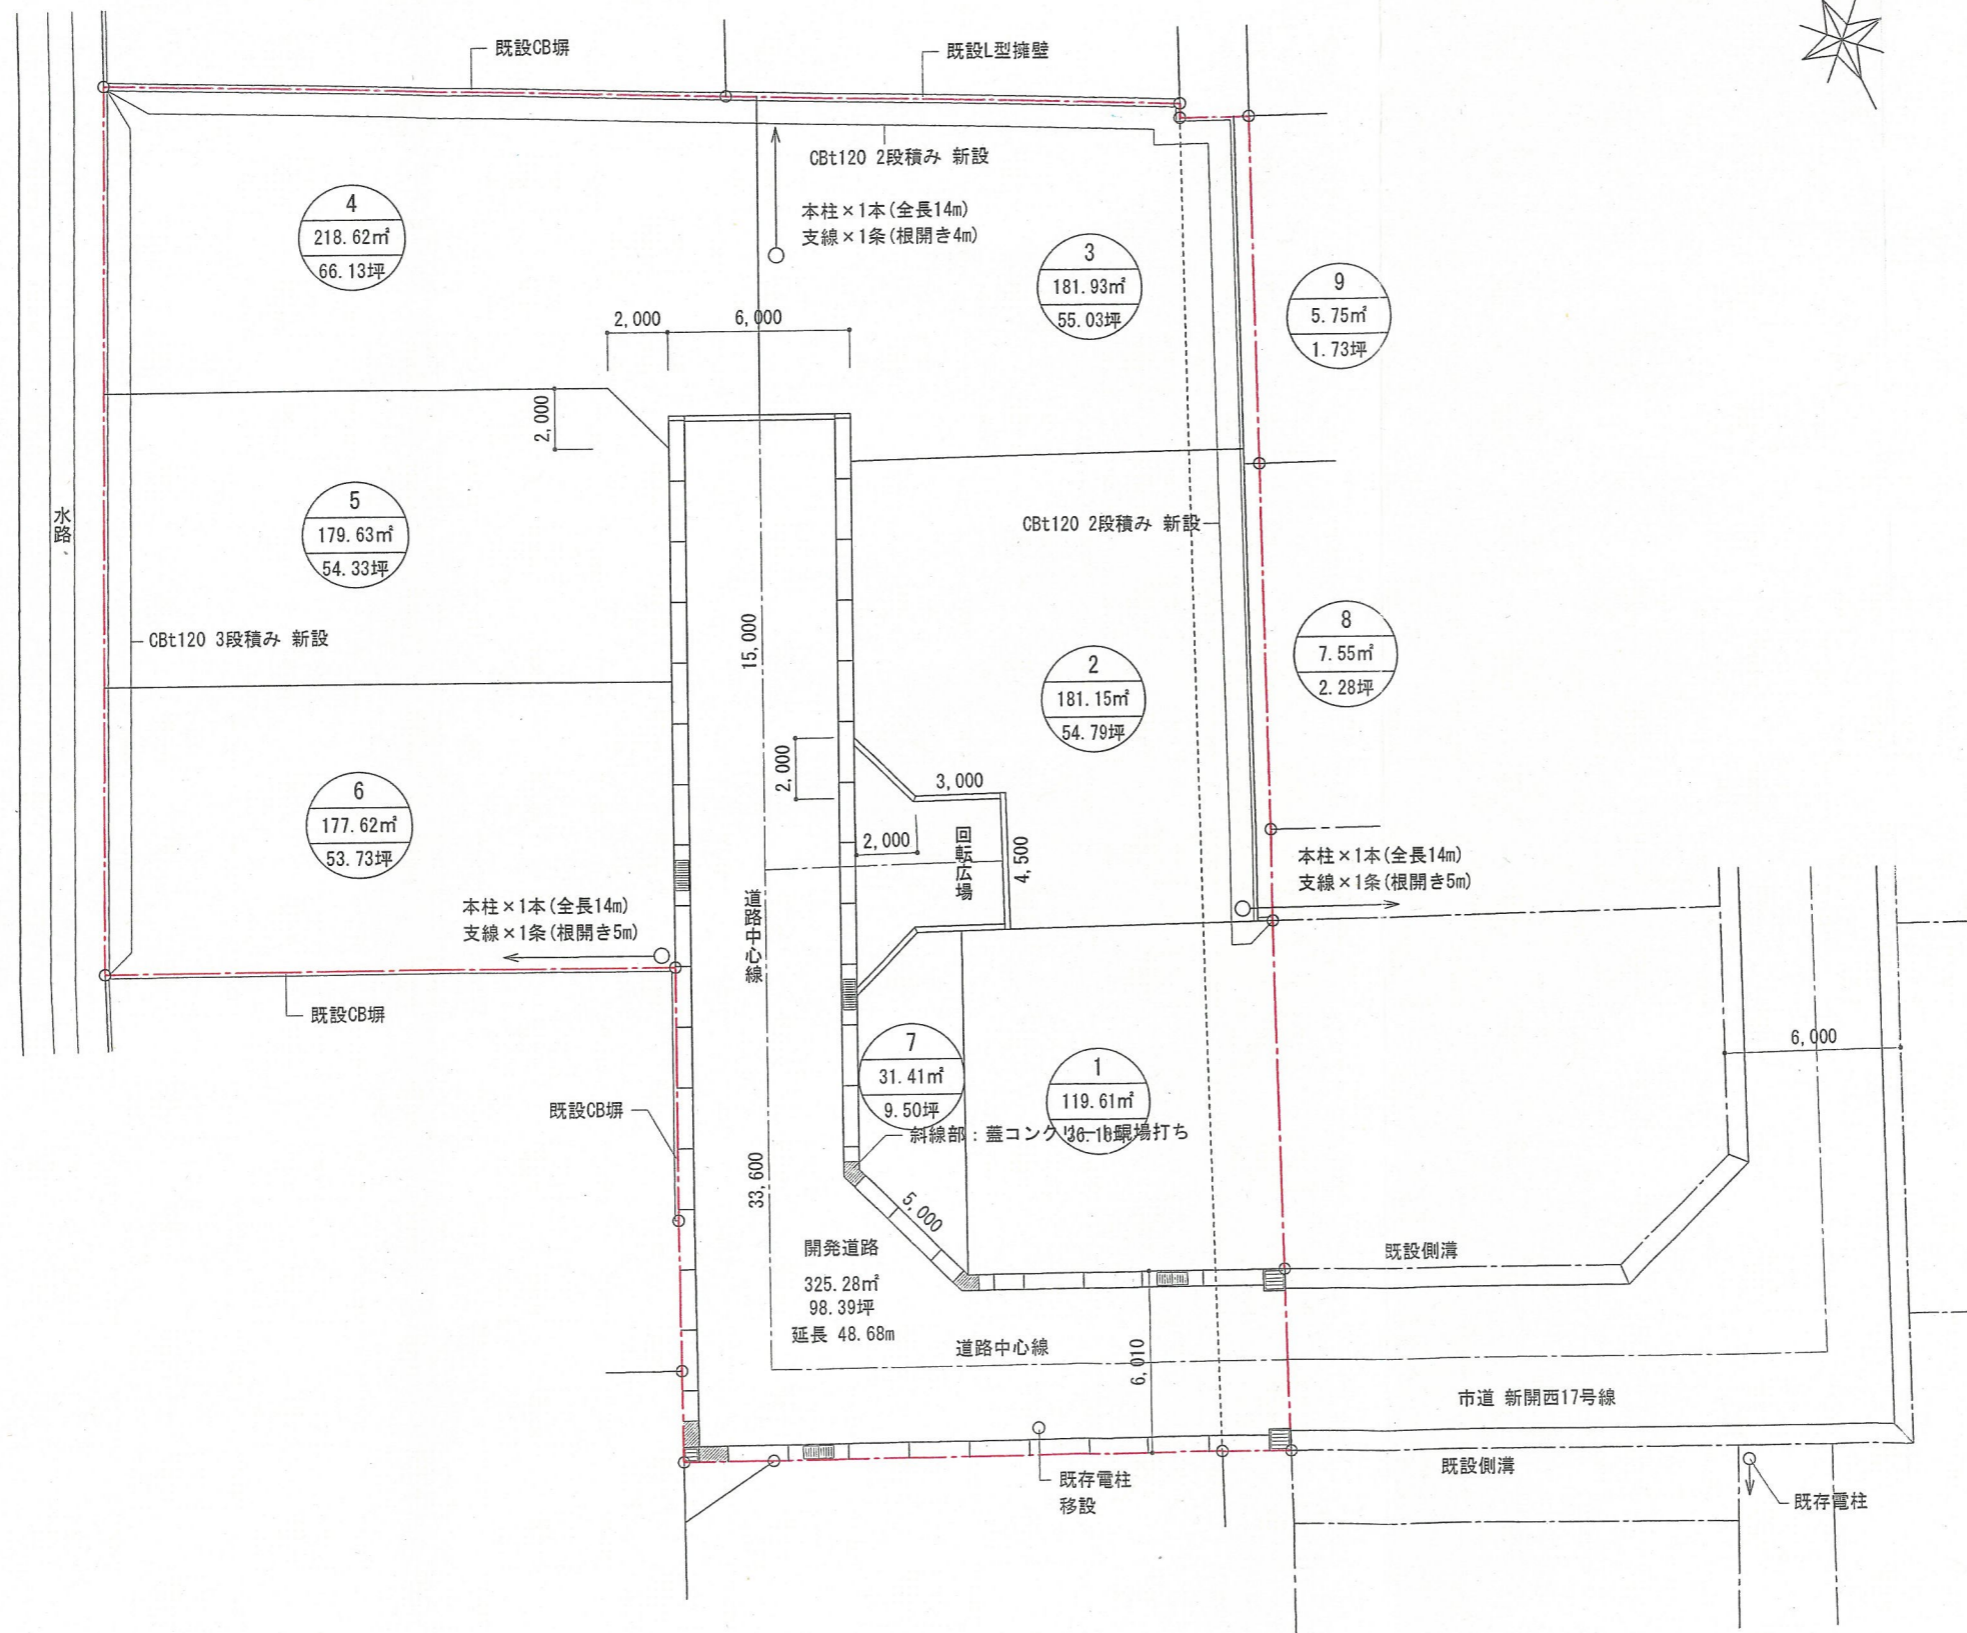 既設CB塀
既設L型擁壁
CBt120 2段積み 新設
本柱×1本(全長14m)
支線×1条(根開き4m)
4
218.62㎡
66.13坪
3
181.93㎡
55.03坪
9
5.75㎡
1.73坪
2,000
6,000
2,000
水路
5
179.63㎡
54.33坪
CBt120 2段積み 新設
CBt120 3段積み 新設
15,000
8
7.55㎡
2.28坪
2
181.15㎡
54.79坪
2,000
3,000
2,000
回転広場
4,500
6
177.62㎡
53.73坪
本柱×1本(全長14m)
支線×1条(根開き5m)
本柱×1本(全長14m)
支線×1条(根開き5m)
道路中心線
既設CB塀
6,000
7
31.41㎡
9.50坪
1
119.61㎡
既設CB塀
斜線部:蓋コンクリート現場打ち
33,600
5,000
開発道路
325.28㎡
98.39坪
延長 48.68m
既設側溝
道路中心線
6,010
市道 新開西17号線
既設側溝
既存電柱
移設
既存電柱